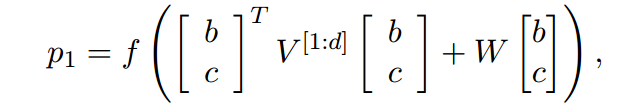 p_1 = f\left(\begin{bmatrix} b \\ c \end{bmatrix}^T V^{[1:d]} \begin{bmatrix} b \\ c \end{bmatrix} + W \begin{bmatrix} b \\ c \end{bmatrix}\right),